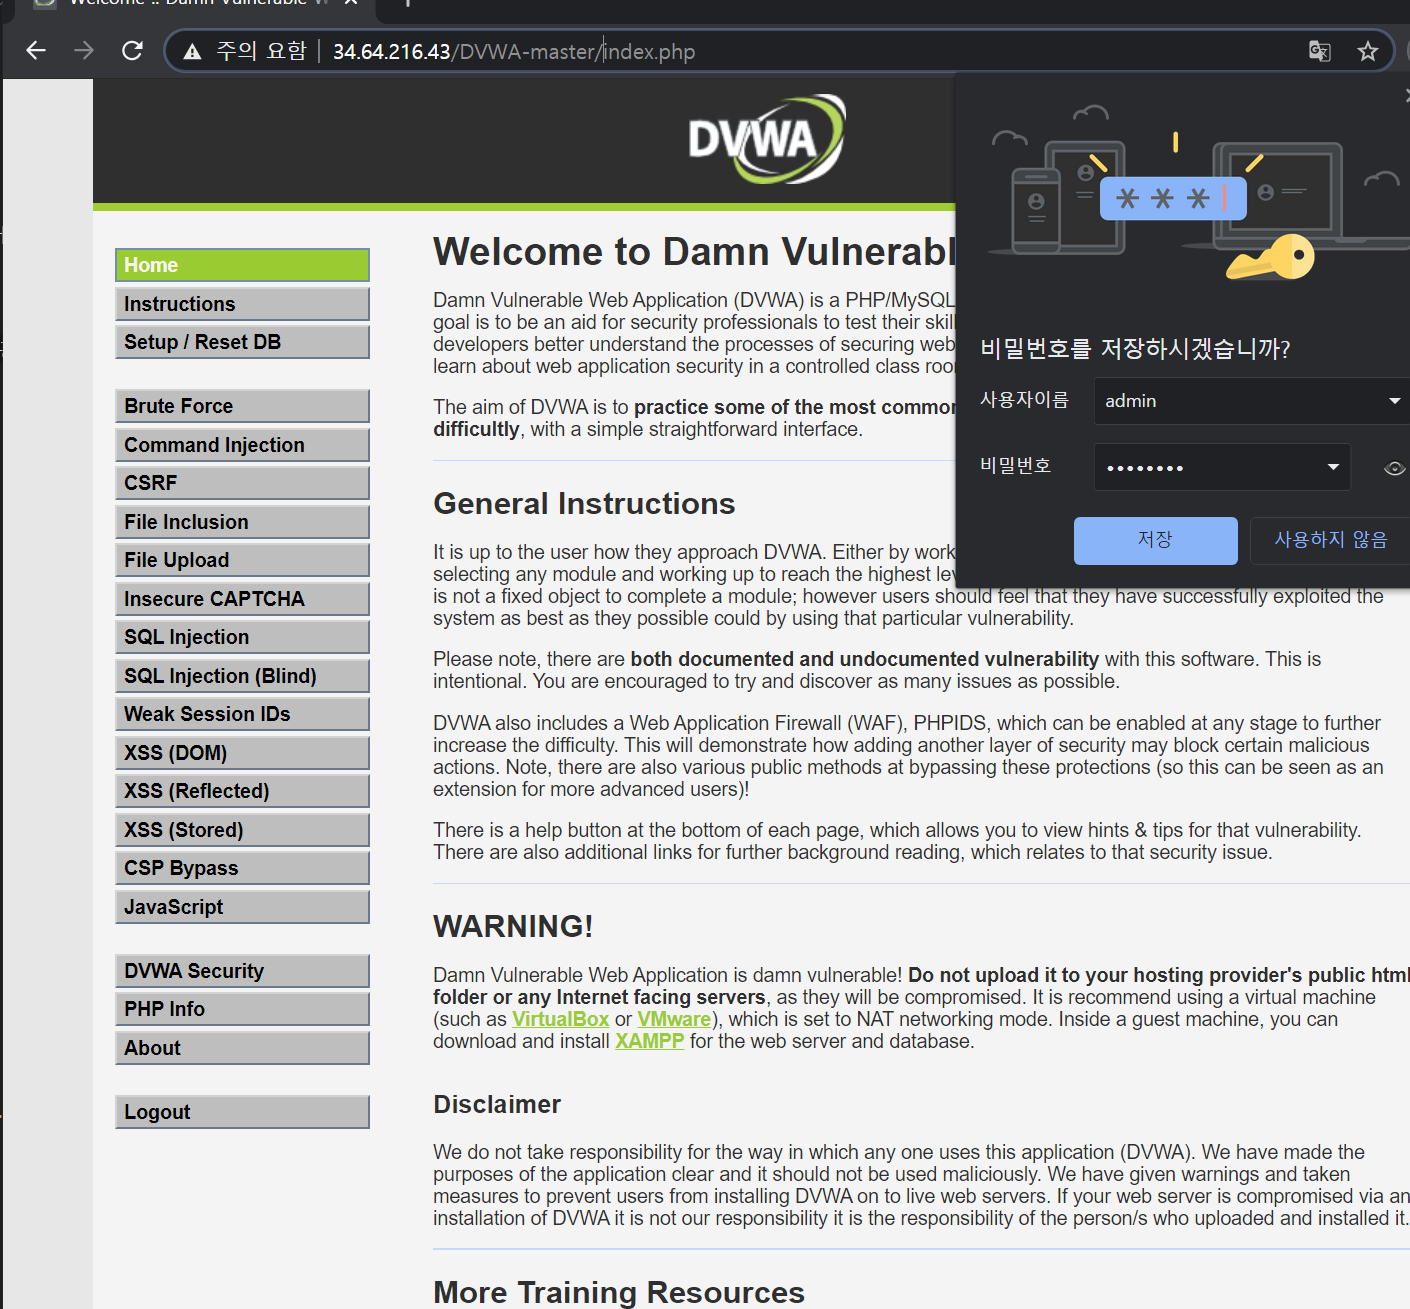 Welcome :: Damn Vulnerable W
주의 요함 | 34.64.216.43/DVWA-master/index.php
DVWA
Home
Instructions
Setup / Reset DB
Brute Force
Command Injection
CSRF
File Inclusion
File Upload
Insecure CAPTCHA
SQL Injection
SQL Injection (Blind)
Weak Session IDs
XSS (DOM)
XSS (Reflected)
XSS (Stored)
CSP Bypass
JavaScript
DVWA Security
PHP Info
About
Logout
Welcome to Damn Vulnerabl
Damn Vulnerable Web Application (DVWA) is a PHP/MySQL
goal is to be an aid for security professionals to test their skil
developers better understand the processes of securing web
learn about web application security in a controlled class roo
The aim of DVWA is to practice some of the most common
difficultly, with a simple straightforward interface.
General Instructions
It is up to the user how they approach DVWA. Either by work
selecting any module and working up to reach the highest lev
is not a fixed object to complete a module; however users should feel that they have successfully exploited the
system as best as they possible could by using that particular vulnerability.
Please note, there are both documented and undocumented vulnerability with this software. This is
intentional. You are encouraged to try and discover as many issues as possible.
DVWA also includes a Web Application Firewall (WAF), PHPIDS, which can be enabled at any stage to further
increase the difficulty. This will demonstrate how adding another layer of security may block certain malicious
actions. Note, there are also various public methods at bypassing these protections (so this can be seen as an
extension for more advanced users)!
There is a help button at the bottom of each page, which allows you to view hints & tips for that vulnerability.
There are also additional links for further background reading, which relates to that security issue.
WARNING!
Damn Vulnerable Web Application is damn vulnerable! Do not upload it to your hosting provider's public html
folder or any Internet facing servers, as they will be compromised. It is recommend using a virtual machine
(such as VirtualBox or VMware), which is set to NAT networking mode. Inside a guest machine, you can
download and install XAMPP for the web server and database.
Disclaimer
We do not take responsibility for the way in which any one uses this application (DVWA). We have made the
purposes of the application clear and it should not be used maliciously. We have given warnings and taken
measures to prevent users from installing DVWA on to live web servers. If your web server is compromised via an
installation of DVWA it is not our responsibility it is the responsibility of the person/s who uploaded and installed it.
More Training Resources
비밀번호를 저장하시겠습니까?
사용자이름 admin
비밀번호 ••••••••
저장 사용하지 않음